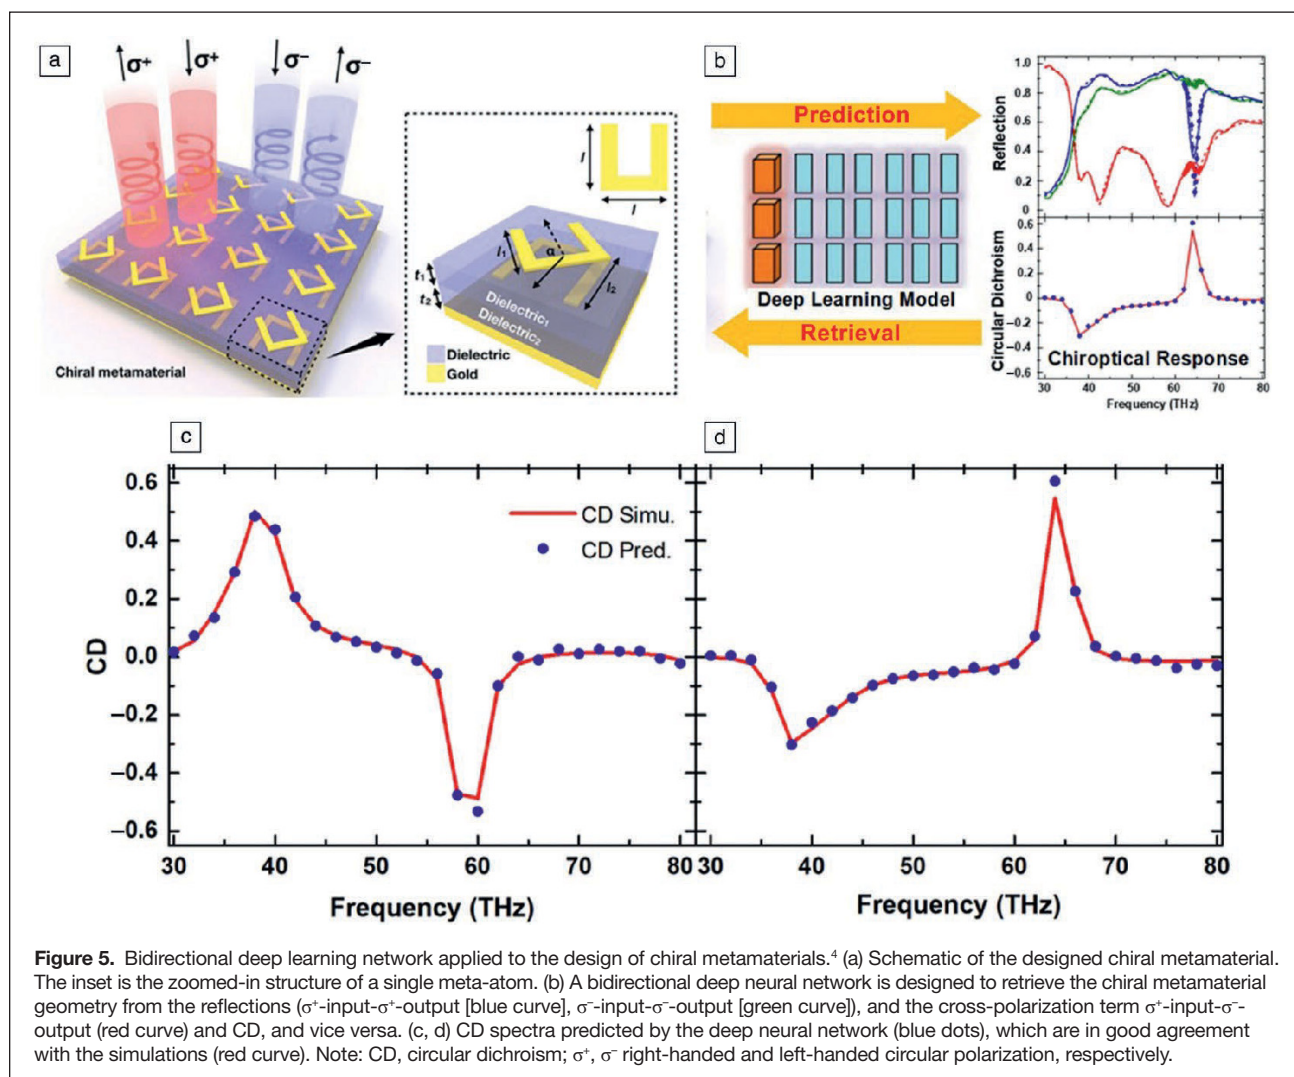 a
σ⁺
σ⁺
σ⁻
σ⁻
Chiral metamaterial
l
l
l₁
α
l₂
t₁
t₂
Dielectric₁
Dielectric₂
Dielectric
Gold
b
Prediction
Deep Learning Model
Retrieval
1.0
0.8
0.6
0.4
0.2
0
Reflection
0.6
0.4
0.2
0
−0.2
−0.4
−0.6
Circular Dichroism
Chiroptical Response
30 40 50 60 70 80
Frequency (THz)
c
0.6
0.4
0.2
0.0
−0.2
−0.4
−0.6
CD
CD Simu.
CD Pred.
30 40 50 60 70 80
Frequency (THz)
d
30 40 50 60 70 80
Frequency (THz)
Figure 5. Bidirectional deep learning network applied to the design of chiral metamaterials.⁴ (a) Schematic of the designed chiral metamaterial.
The inset is the zoomed-in structure of a single meta-atom. (b) A bidirectional deep neural network is designed to retrieve the chiral metamaterial
geometry from the reflections (σ⁺-input-σ⁺-output [blue curve], σ⁻-input-σ⁻-output [green curve]), and the cross-polarization term σ⁺-input-σ⁻-
output (red curve) and CD, and vice versa. (c, d) CD spectra predicted by the deep neural network (blue dots), which are in good agreement
with the simulations (red curve). Note: CD, circular dichroism; σ⁺, σ⁻ right-handed and left-handed circular polarization, respectively.